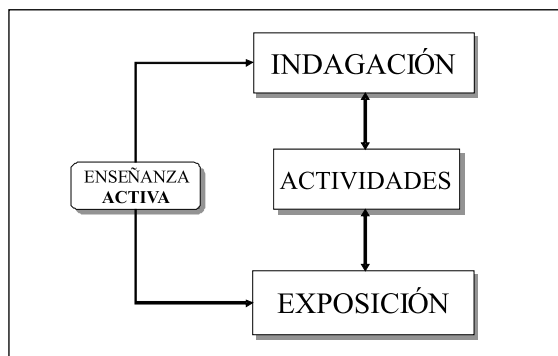 INDAGACIÓN
ENSEÑANZA
ACTIVA
ACTIVIDADES
EXPOSICIÓN